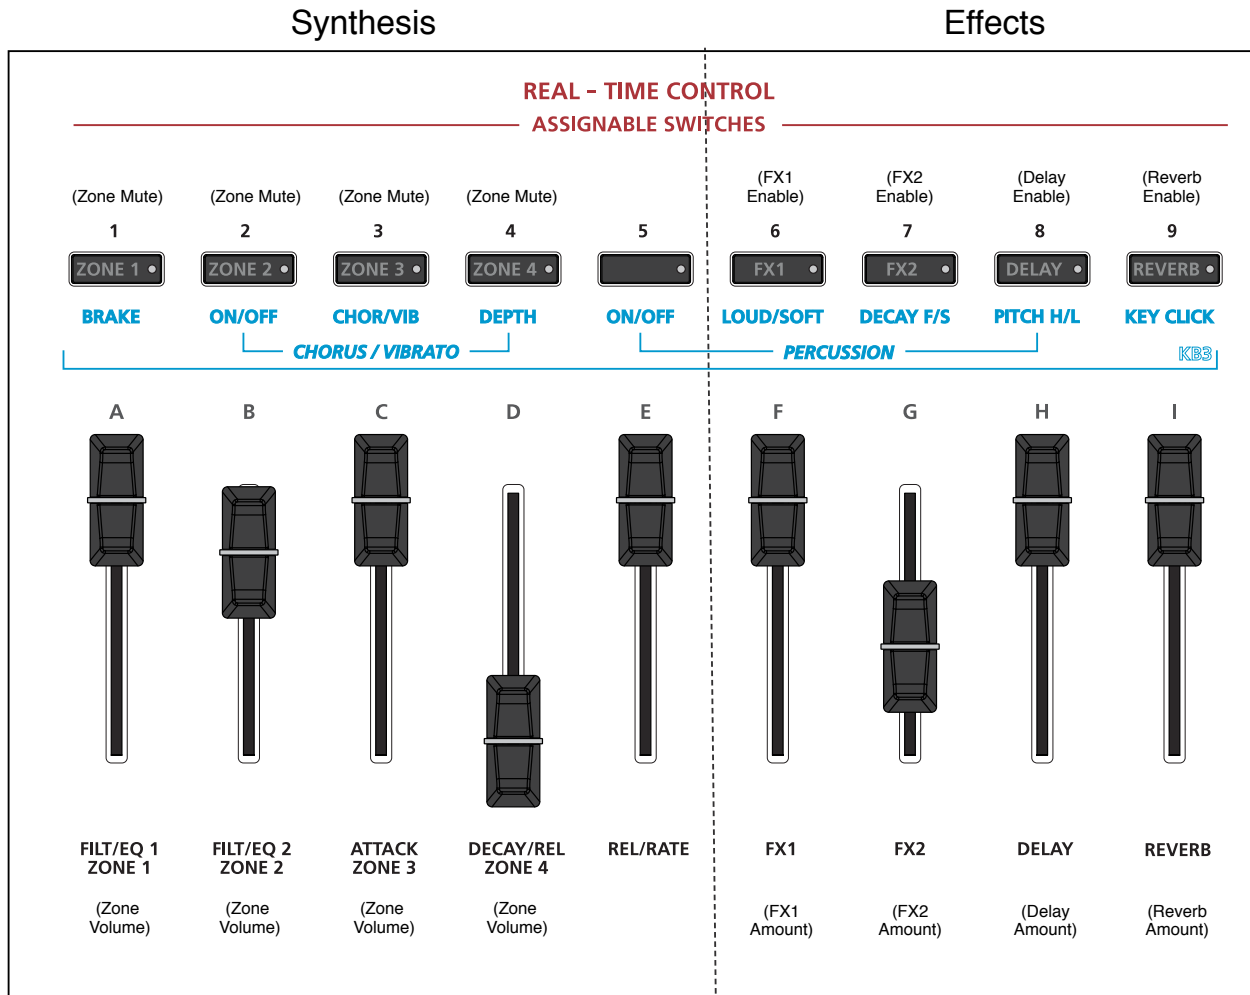 Synthesis Effects
REAL - TIME CONTROL
ASSIGNABLE SWITCHES
(Zone Mute) (Zone Mute) (Zone Mute) (Zone Mute) (FX1 Enable) (FX2 Enable) (Delay Enable) (Reverb Enable)
1 2 3 4 5 6 7 8 9
ZONE 1 ZONE 2 ZONE 3 ZONE 4 FX1 FX2 DELAY REVERB
BRAKE ON/OFF CHOR/VIB DEPTH ON/OFF LOUD/SOFT DECAY F/S PITCH H/L KEY CLICK
CHORUS / VIBRATO PERCUSSION KB3
A B C D E F G H I
FILT/EQ 1 FILT/EQ 2 ATTACK DECAY/REL REL/RATE FX1 FX2 DELAY REVERB
ZONE 1 ZONE 2 ZONE 3 ZONE 4
(Zone (Zone (Zone (Zone (FX1 (FX2 (Delay (Reverb
Volume) Volume) Volume) Volume) Amount) Amount) Amount) Amount)